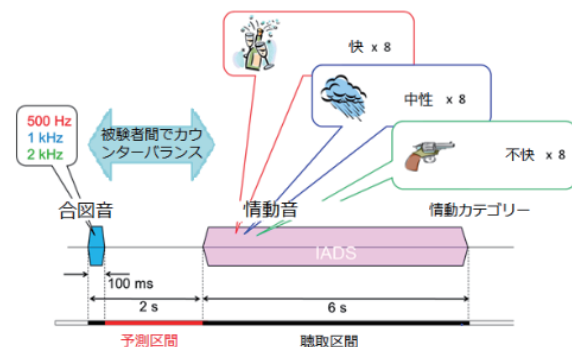 快 x 8
中性 x 8
不快 x 8
500 Hz
1 kHz
2 kHz
被験者間でカウ
ンターバランス
合図音
情動音
情動カテゴリー
IADS
100 ms
2 s
6 s
予測区間
聴取区間